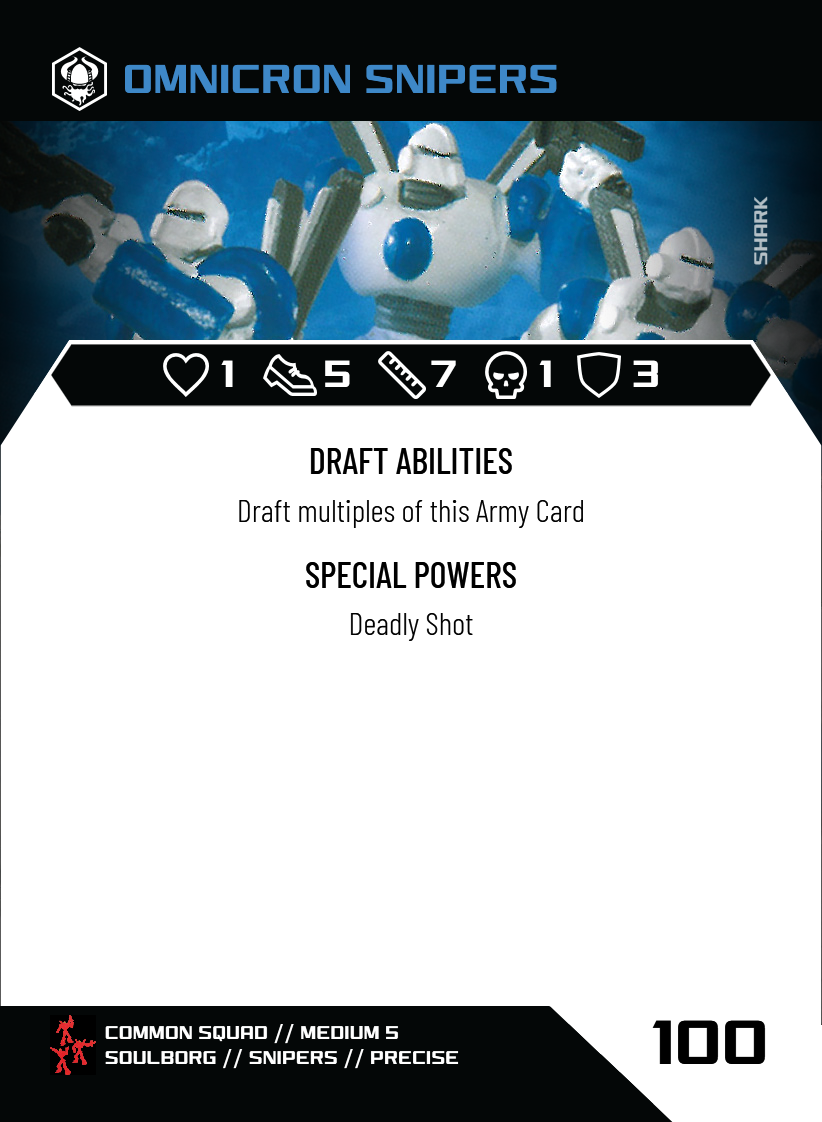 OMNICRON SNIPERS
SHARK
1 5 7 1 3
DRAFT ABILITIES
Draft multiples of this Army Card
SPECIAL POWERS
Deadly Shot
COMMON SQUAD // MEDIUM 5
SOULBORG // SNIPERS // PRECISE
100